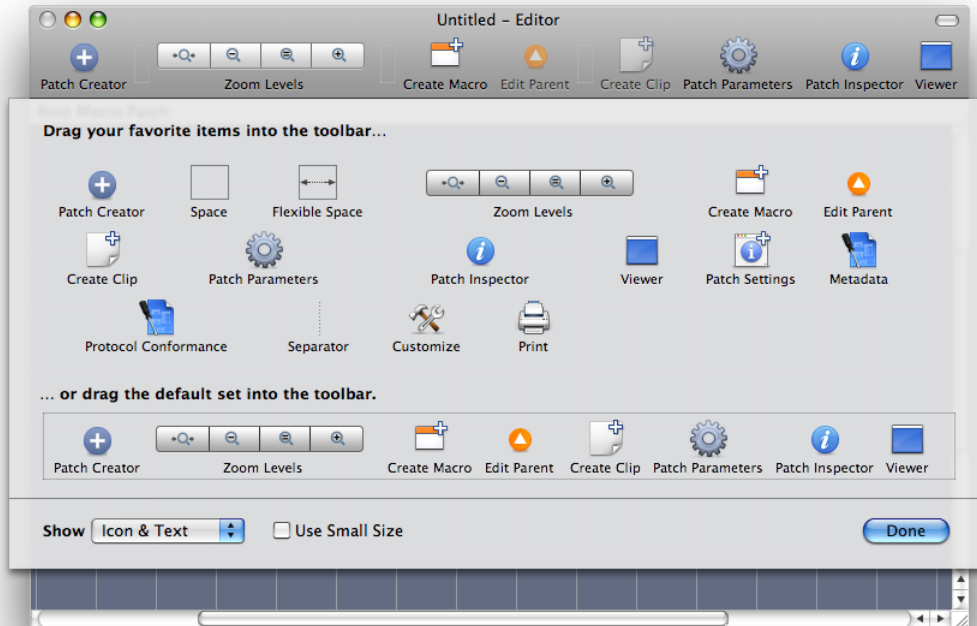 Untitled – Editor
Patch Creator Zoom Levels Create Macro Edit Parent Create Clip Patch Parameters Patch Inspector Viewer
Root Macro Patch
Drag your favorite items into the toolbar...
Patch Creator Space Flexible Space Zoom Levels Create Macro Edit Parent
Create Clip Patch Parameters Patch Inspector Viewer Patch Settings Metadata
Protocol Conformance Separator Customize Print
... or drag the default set into the toolbar.
Patch Creator Zoom Levels Create Macro Edit Parent Create Clip Patch Parameters Patch Inspector Viewer
Show Icon & Text Use Small Size Done